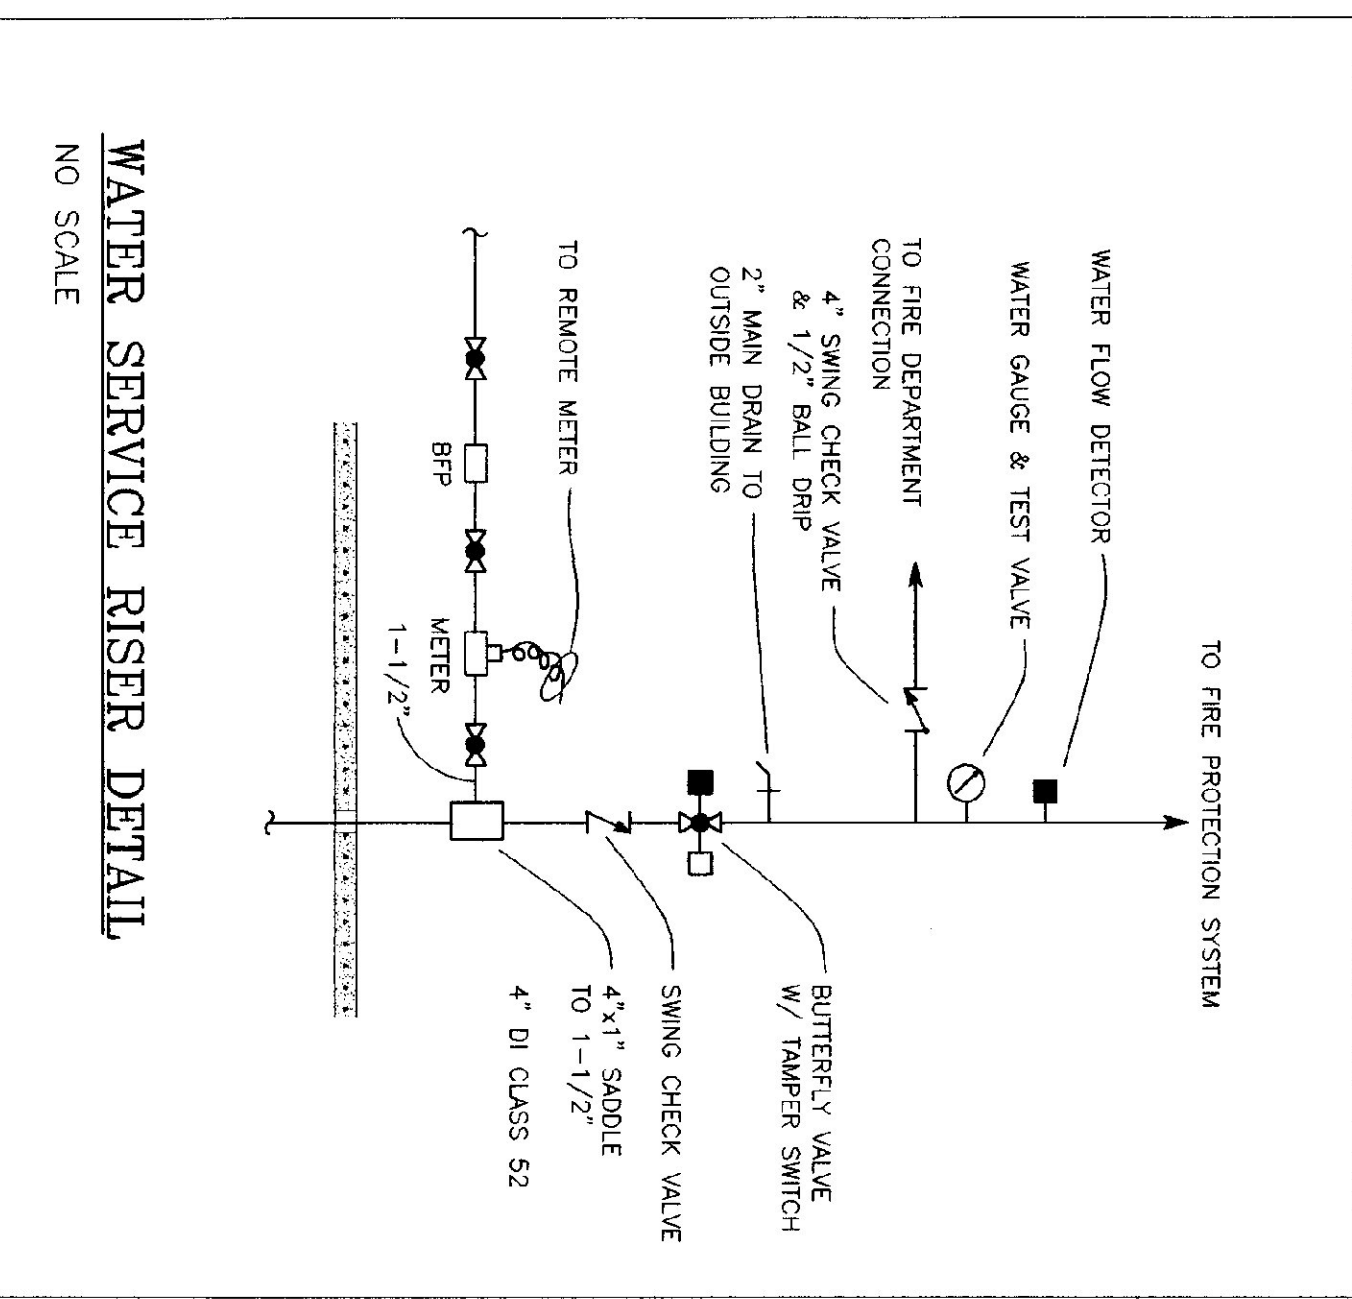 TO FIRE PROTECTION SYSTEM
WATER FLOW DETECTOR
WATER GAUGE & TEST VALVE
TO FIRE DEPARTMENT
CONNECTION
4" SWING CHECK VALVE
& 1/2" BALL DRIP
2" MAIN DRAIN TO
OUTSIDE BUILDING
BUTTERFLY VALVE
W/ TAMPER SWITCH
SWING CHECK VALVE
4"x1" SADDLE
TO 1-1/2"
4" DI CLASS 52
TO REMOTE METER
BFP
METER
1-1/2"
WATER SERVICE RISER DETAIL
NO SCALE